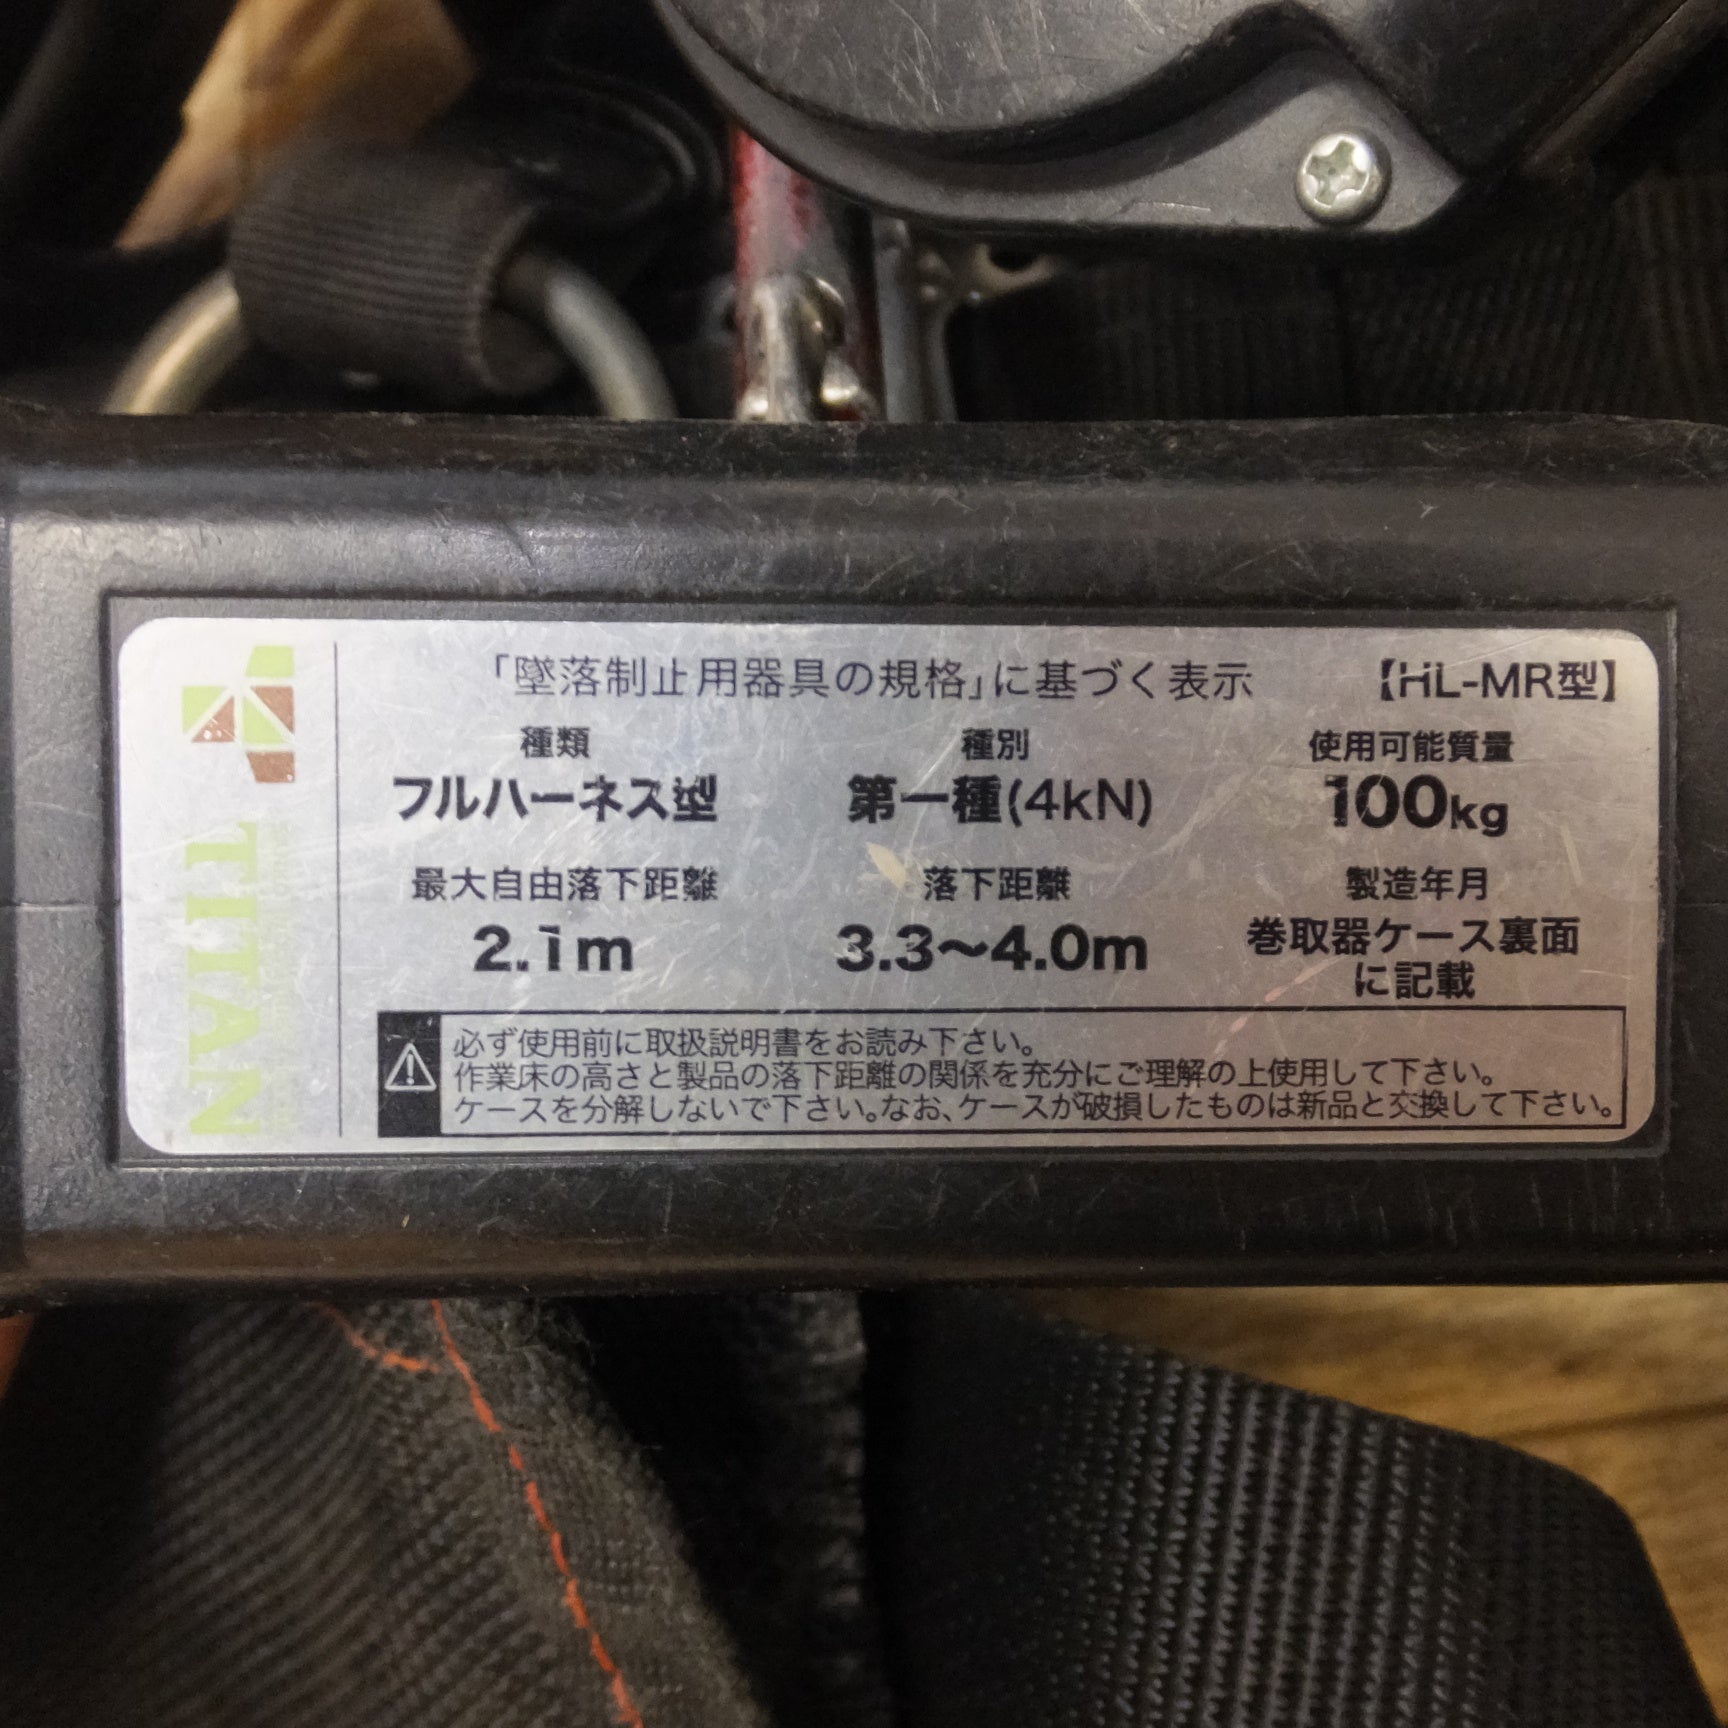 「墜落制止用器具の規格」に基づく表示 【HL-MR型】
種類 種別 使用可能質量
フルハーネス型 第一種(4kN) 100kg
最大自由落下距離 落下距離 製造年月
2.1m 3.3～4.0m 巻取器ケース裏面
に記載
必ず使用前に取扱説明書をお読み下さい。
作業床の高さと製品の落下距離の関係を充分にご理解の上使用して下さい。
ケースを分解しないで下さい。なお、ケースが破損したものは新品と交換して下さい。
TITAN